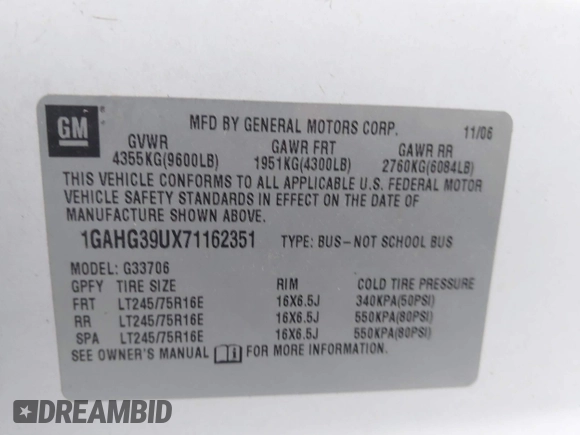 GM
MFD BY GENERAL MOTORS CORP. 11/06
GVWR GAWR FRT GAWR RR
4355KG(9600LB) 1951KG(4300LB) 2760KG(6084LB)
THIS VEHICLE CONFORMS TO ALL APPLICABLE U.S. FEDERAL MOTOR
VEHICLE SAFETY STANDARDS IN EFFECT ON THE DATE OF
MANUFACTURE SHOWN ABOVE.
1GAHG39UX71162351 TYPE: BUS-NOT SCHOOL BUS
MODEL: G33706
GPFY TIRE SIZE RIM COLD TIRE PRESSURE
FRT LT245/75R16E 16X6.5J 340KPA(50PSI)
RR LT245/75R16E 16X6.5J 550KPA(80PSI)
SPA LT245/75R16E 16X6.5J 550KPA(80PSI)
SEE OWNER'S MANUAL FOR MORE INFORMATION.
DREAMBID